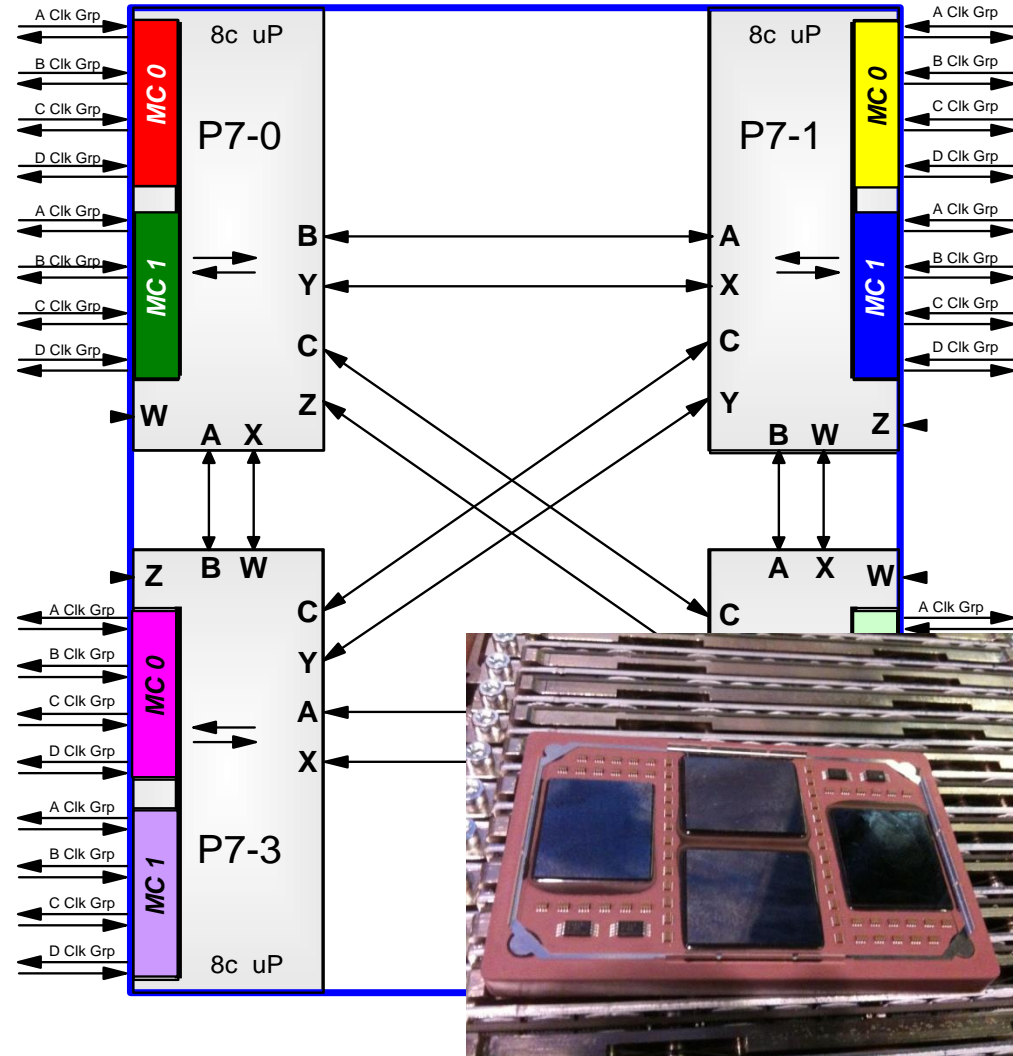 A Clk Grp
B Clk Grp
C Clk Grp
D Clk Grp
A Clk Grp
B Clk Grp
C Clk Grp
D Clk Grp
MC 0
MC 1
8c uP
P7-0
B
Y
C
Z
W
A X
8c uP
P7-1
A
X
C
Y
B W
Z
MC 0
MC 1
A Clk Grp
B Clk Grp
C Clk Grp
D Clk Grp
A Clk Grp
B Clk Grp
C Clk Grp
D Clk Grp
Z
B W
C
Y
A
X
A Clk Grp
B Clk Grp
C Clk Grp
D Clk Grp
A Clk Grp
B Clk Grp
C Clk Grp
D Clk Grp
MC 0
MC 1
P7-3
8c uP
A X
W
C
A Clk Grp